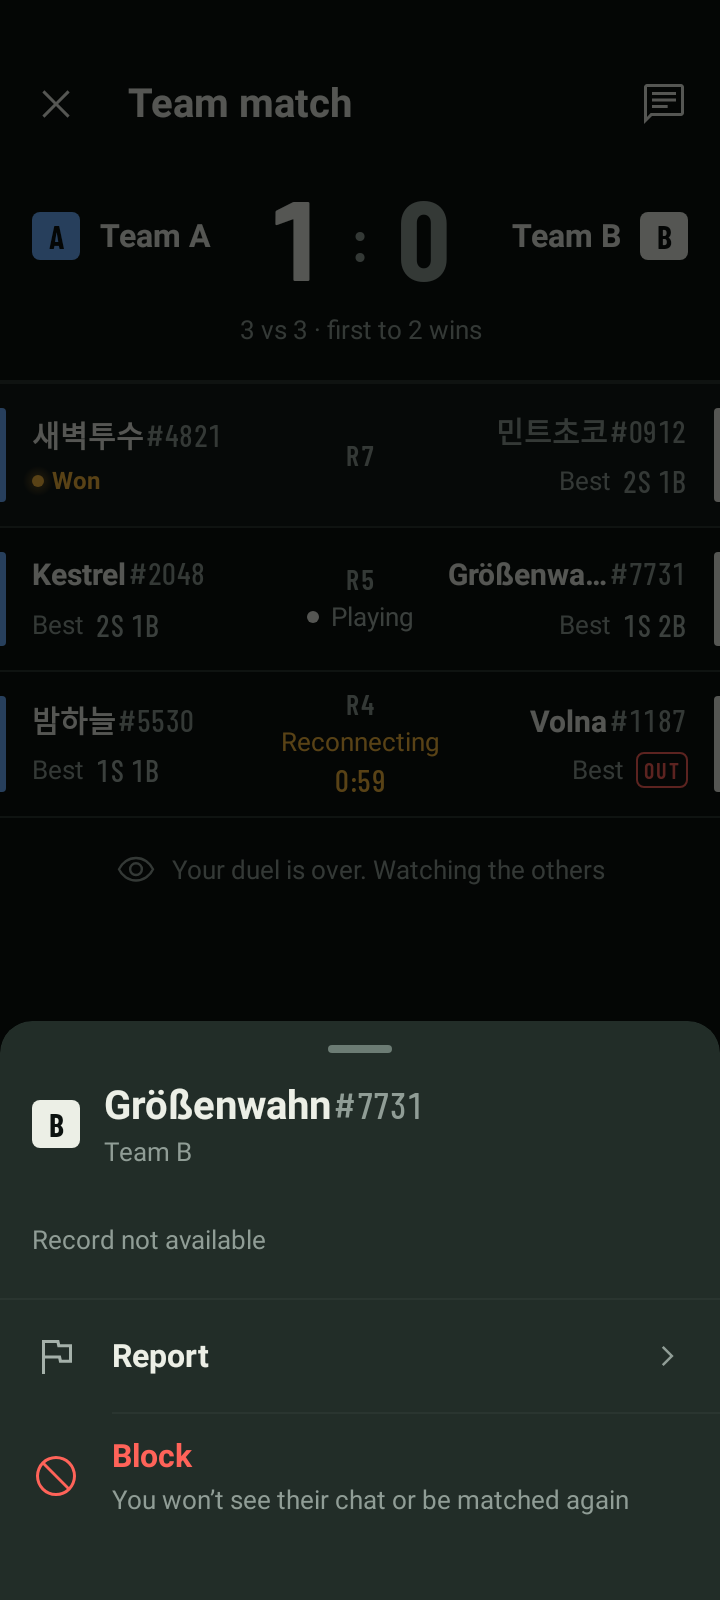 Team match
A Team A 1 : 0 Team B B
3 vs 3 · first to 2 wins
새벽투수#4821 R7 민트초코#0912
Won Best 2S 1B
Kestrel#2048 R5 Größenwa…#7731
Best 2S 1B Playing Best 1S 2B
밤하늘#5530 R4 Volna#1187
Reconnecting
Best 1S 1B 0:59 Best OUT
Your duel is over. Watching the others
B Größenwahn#7731
Team B
Record not available
Report
Block
You won’t see their chat or be matched again